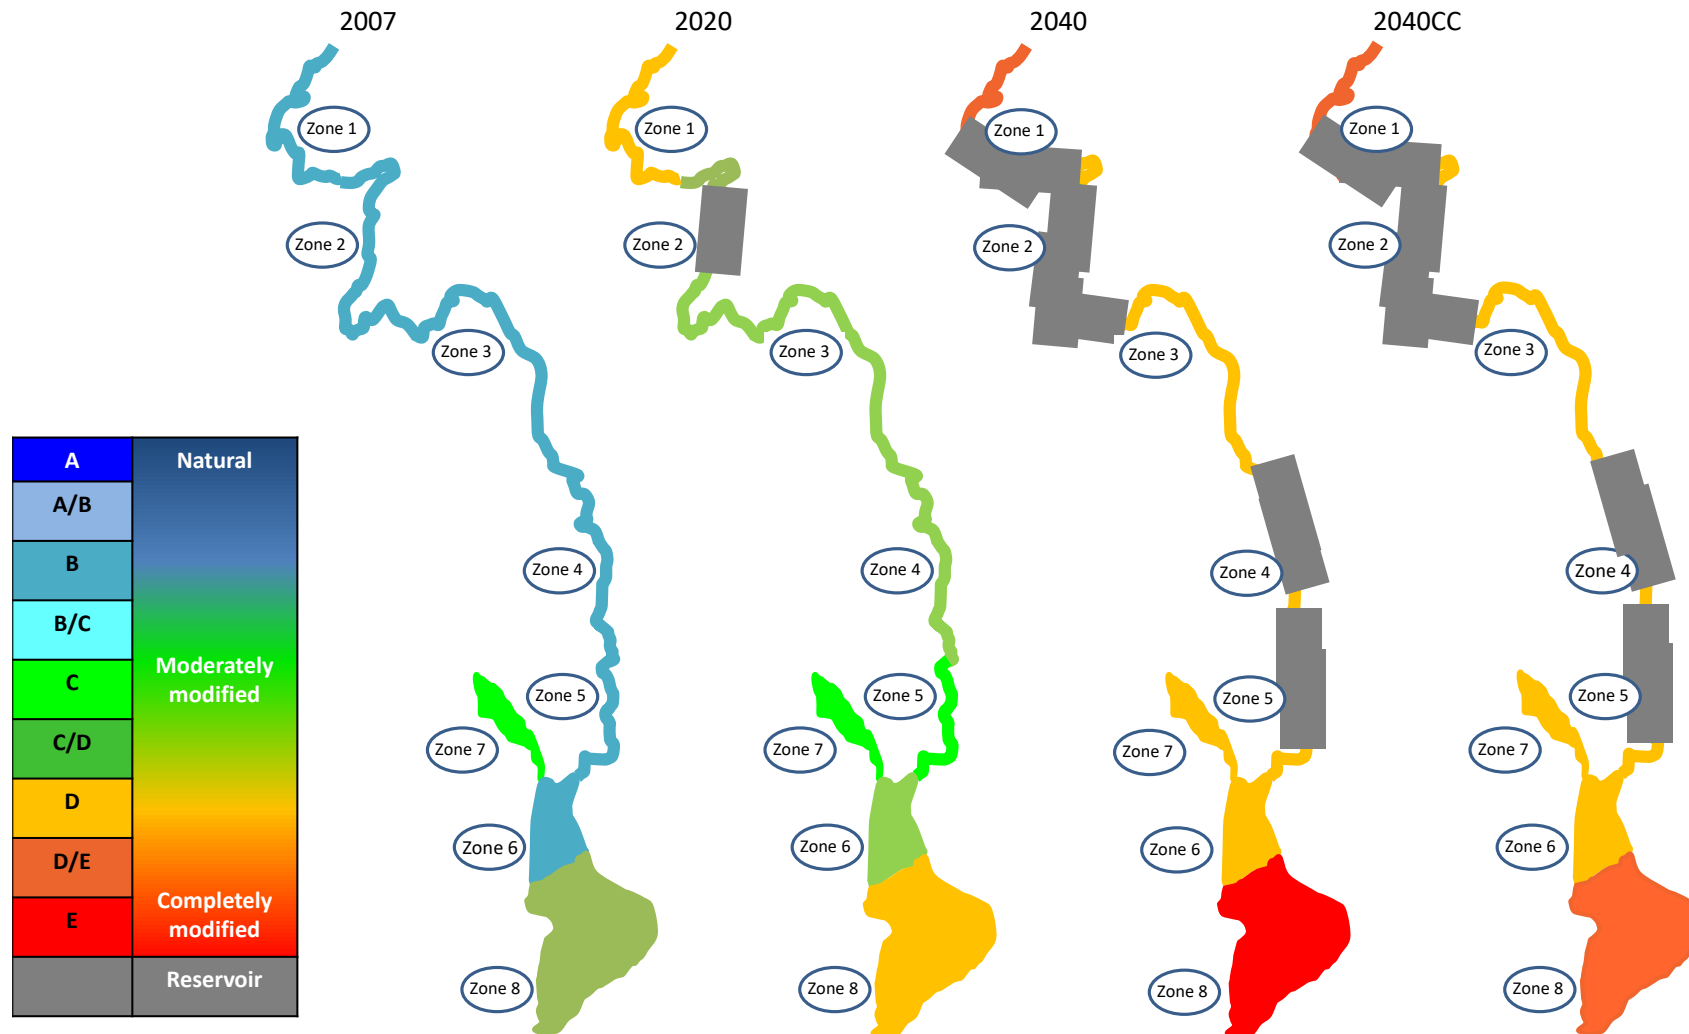 2007
2020
2040
2040CC
Zone 1
Zone 1
Zone 1
Zone 1
Zone 2
Zone 2
Zone 2
Zone 2
Zone 3
Zone 3
Zone 3
Zone 3
A
Natural
A/B
B
B/C
C
Moderately
modified
C/D
D
D/E
E
Completely
modified
Reservoir
Zone 4
Zone 4
Zone 4
Zone 4
Zone 5
Zone 5
Zone 5
Zone 5
Zone 7
Zone 7
Zone 7
Zone 7
Zone 6
Zone 6
Zone 6
Zone 6
Zone 8
Zone 8
Zone 8
Zone 8